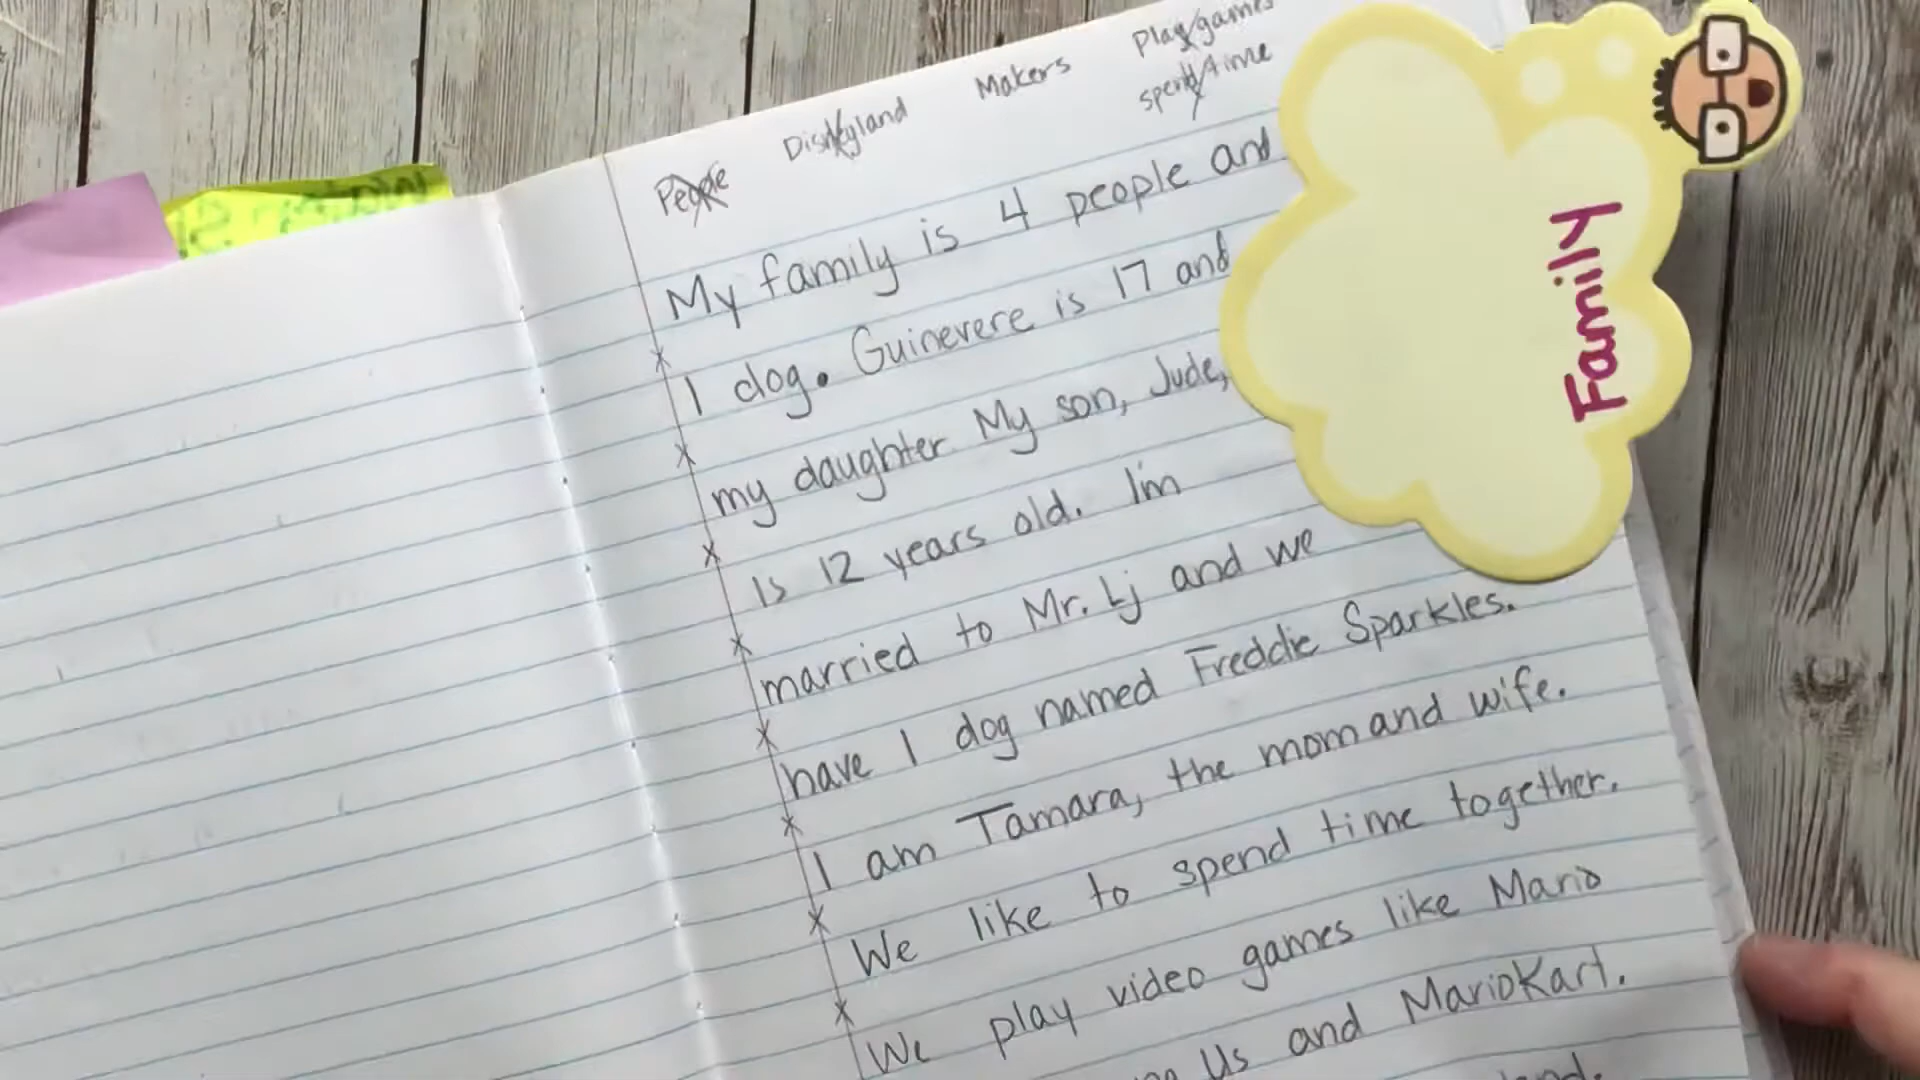 Play games
spend time
Makers
Disneyland
People
My family is 4 people and
1 dog. Guinevere is 17 and
my daughter My son, Jude,
is 12 years old. I'm
married to Mr. Lj and we
have 1 dog named Freddie Sparkles.
I am Tamara, the mom and wife.
We like to spend time together.
We play video games like Mario
Us and MarioKart.
Family